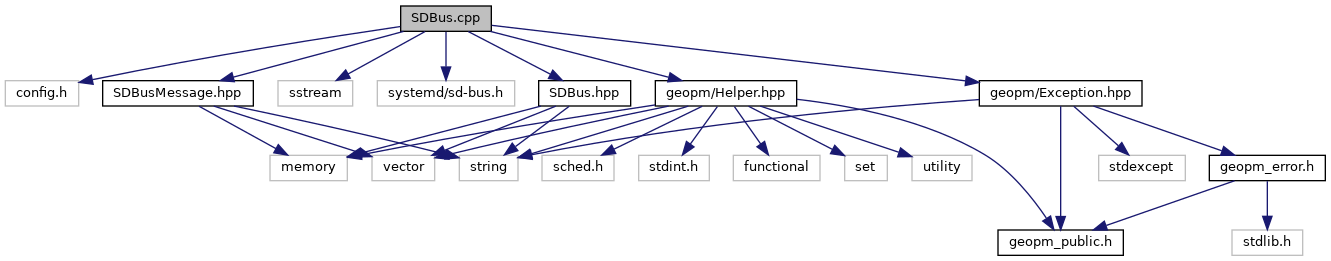 SDBus.cpp
config.h
SDBusMessage.hpp
sstream
systemd/sd-bus.h
SDBus.hpp
geopm/Helper.hpp
geopm/Exception.hpp
memory
vector
string
sched.h
stdint.h
functional
set
utility
stdexcept
geopm_error.h
geopm_public.h
stdlib.h